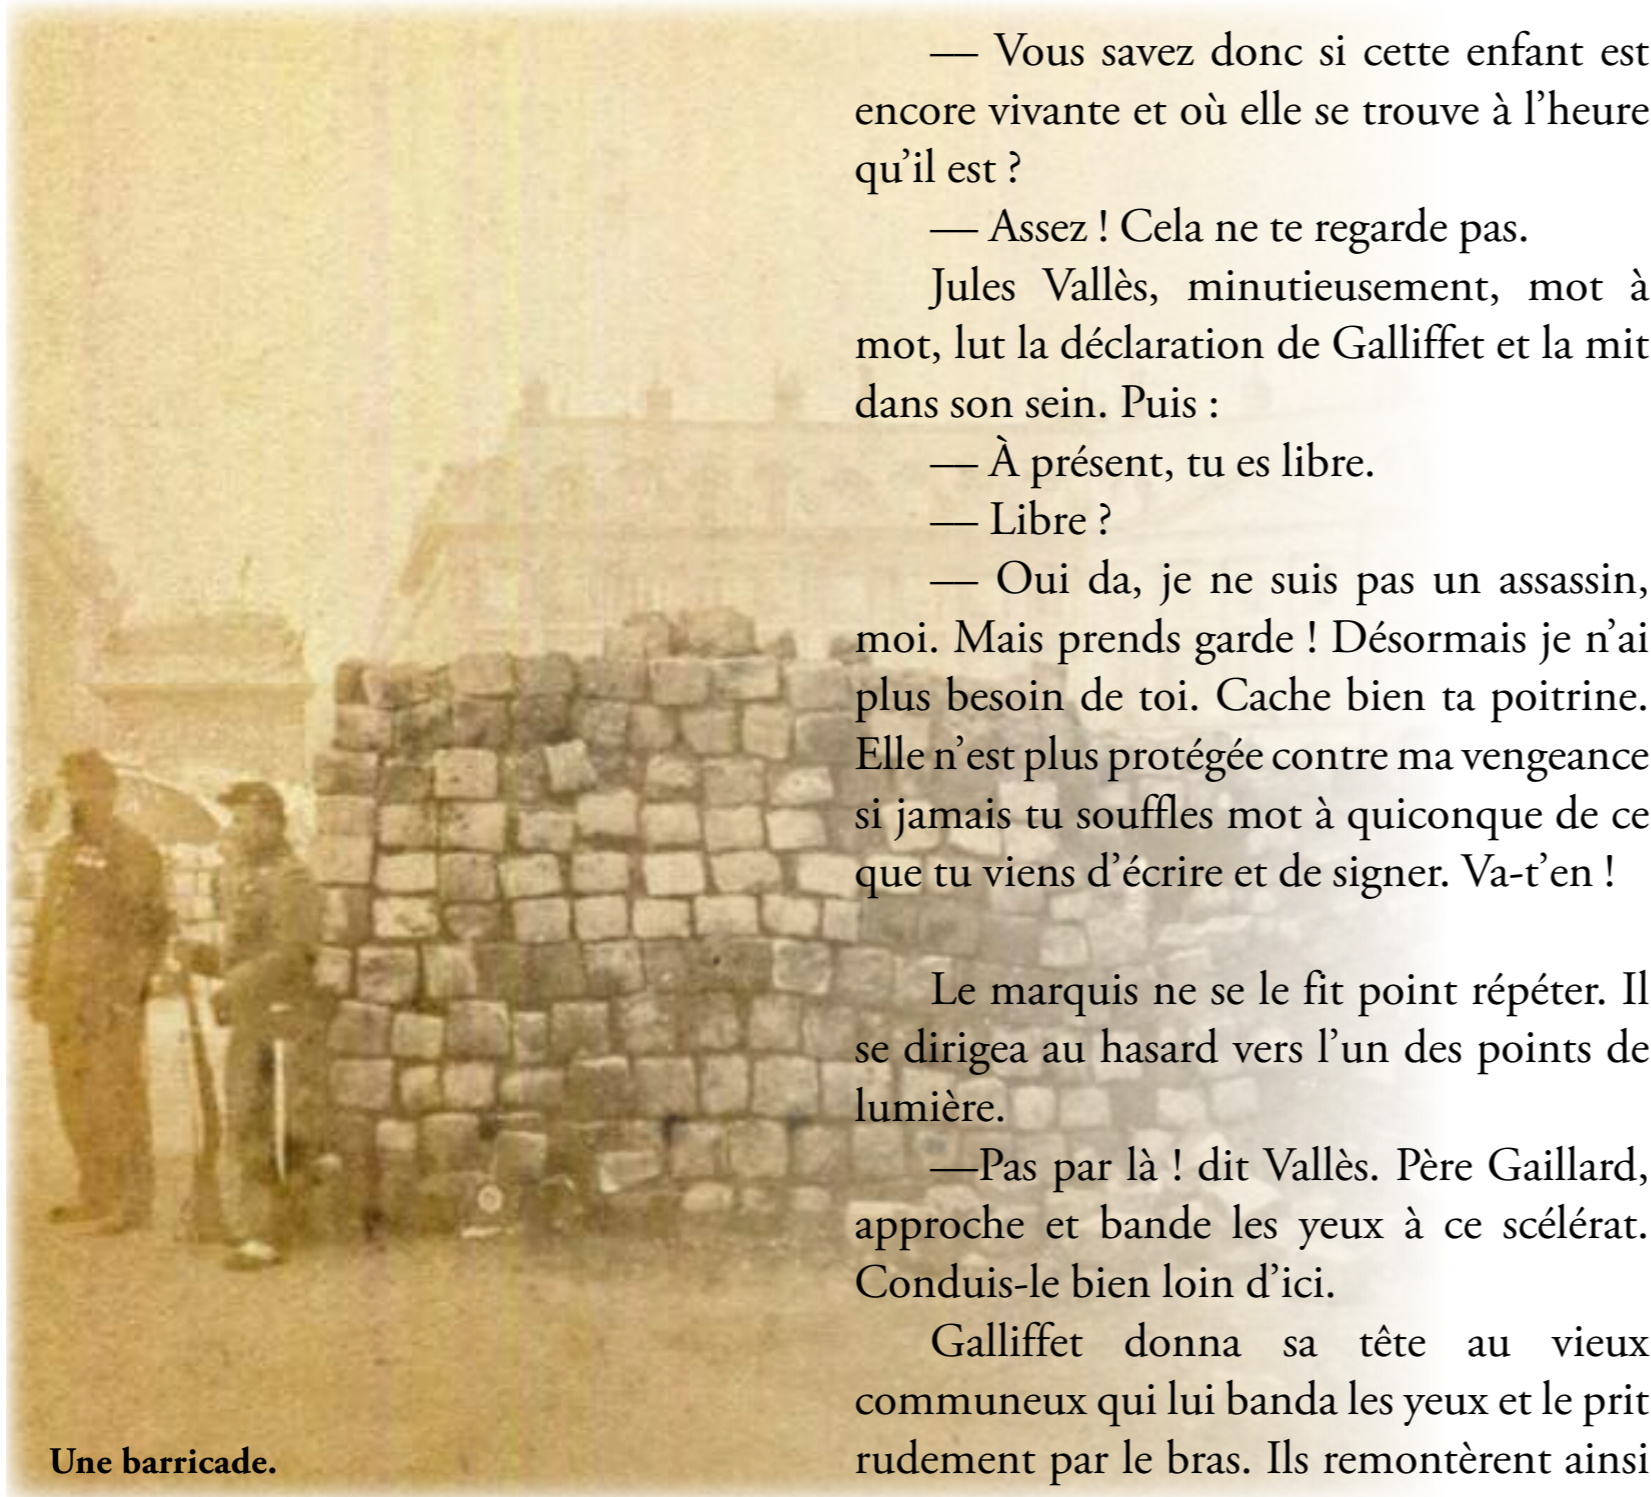 — Vous savez donc si cette enfant est
encore vivante et où elle se trouve à l’heure
qu’il est ?
— Assez ! Cela ne te regarde pas.
Jules Vallès, minutieusement, mot à
mot, lut la déclaration de Galliffet et la mit
dans son sein. Puis :
— À présent, tu es libre.
— Libre ?
— Oui da, je ne suis pas un assassin,
moi. Mais prends garde ! Désormais je n’ai
plus besoin de toi. Cache bien ta poitrine.
Elle n’est plus protégée contre ma vengeance
si jamais tu souffles mot à quiconque de ce
que tu viens d’écrire et de signer. Va-t’en !
Le marquis ne se le fit point répéter. Il
se dirigea au hasard vers l’un des points de
lumière.
—Pas par là ! dit Vallès. Père Gaillard,
approche et bande les yeux à ce scélérat.
Conduis-le bien loin d’ici.
Galliffet donna sa tête au vieux
communeux qui lui banda les yeux et le prit
rudement par le bras. Ils remontèrent ainsi
Une barricade.